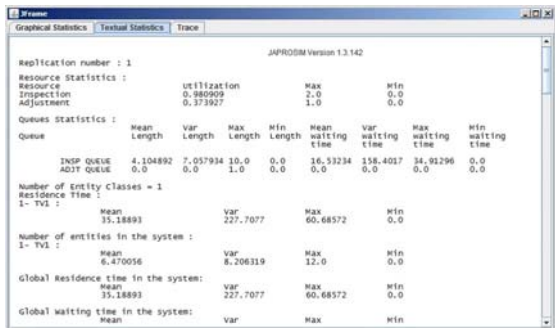 JFrame
Graphical Statistics Textual Statistics Trace
JAPROSIM Version 1.3.142
Replication number : 1
Resource Statistics :
Resource Utilization Max Min
Inspection 0.980909 2.0 0.0
Adjustment 0.373927 1.0 0.0
Queues Statistics :
Queue Mean Length Var Length Max Length Min Length Mean waiting time Var waiting time Max waiting time Min waiting time
INSP QUEUE 4.104892 7.057934 10.0 0.0 16.53234 158.4017 34.91296 0.0
ADJT QUEUE 0.0 0.0 1.0 0.0 0.0 0.0 0.0 0.0
Number of Entity Classes = 1
Residence Time :
1- TV1 :
Mean Var Max Min
35.18893 227.7077 60.68572 0.0
Number of entities in the system :
1- TV1 :
Mean Var Max Min
6.470056 8.206319 12.0 0.0
Global Residence time in the system:
Mean Var Max Min
35.18893 227.7077 60.68572 0.0
Global Waiting time in the system:
Mean Var Max Min